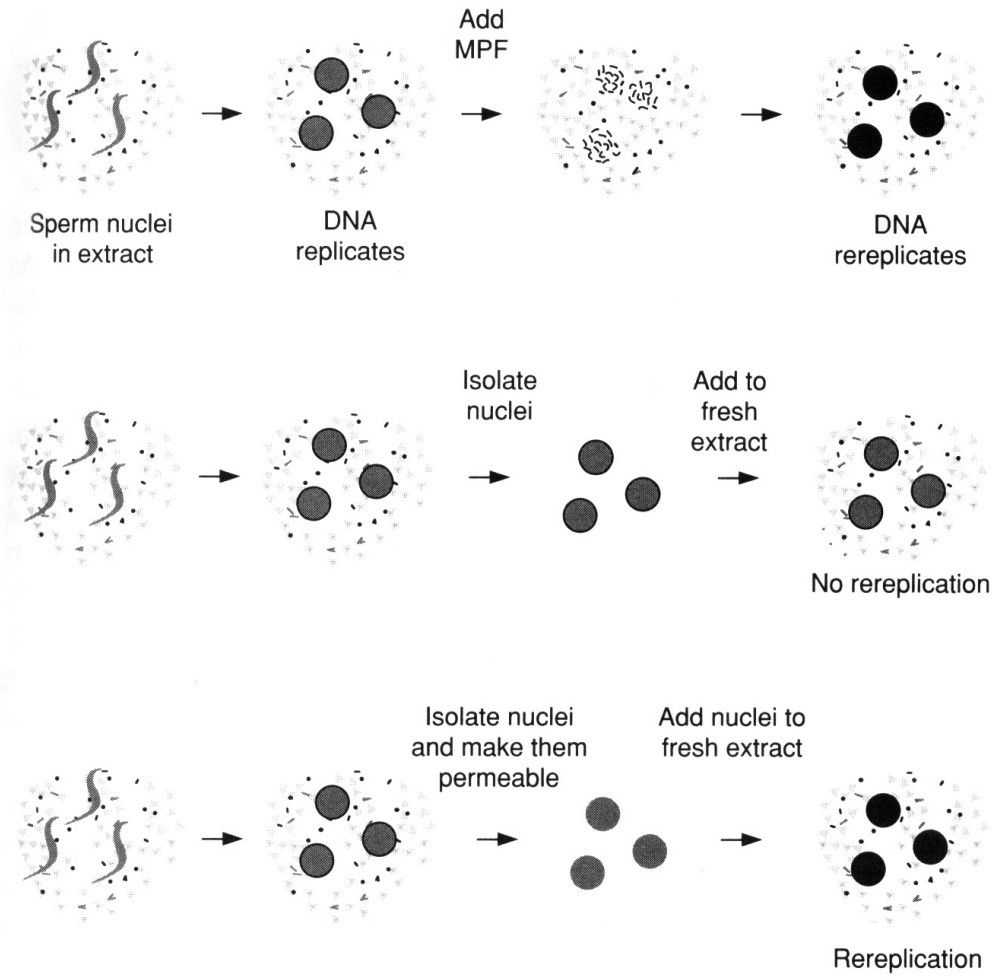 Add
MPF
Sperm nuclei
in extract
DNA
replicates
DNA
rereplicates
Isolate
nuclei
Add to
fresh
extract
No rereplication
Isolate nuclei
and make them
permeable
Add nuclei to
fresh extract
Rereplication